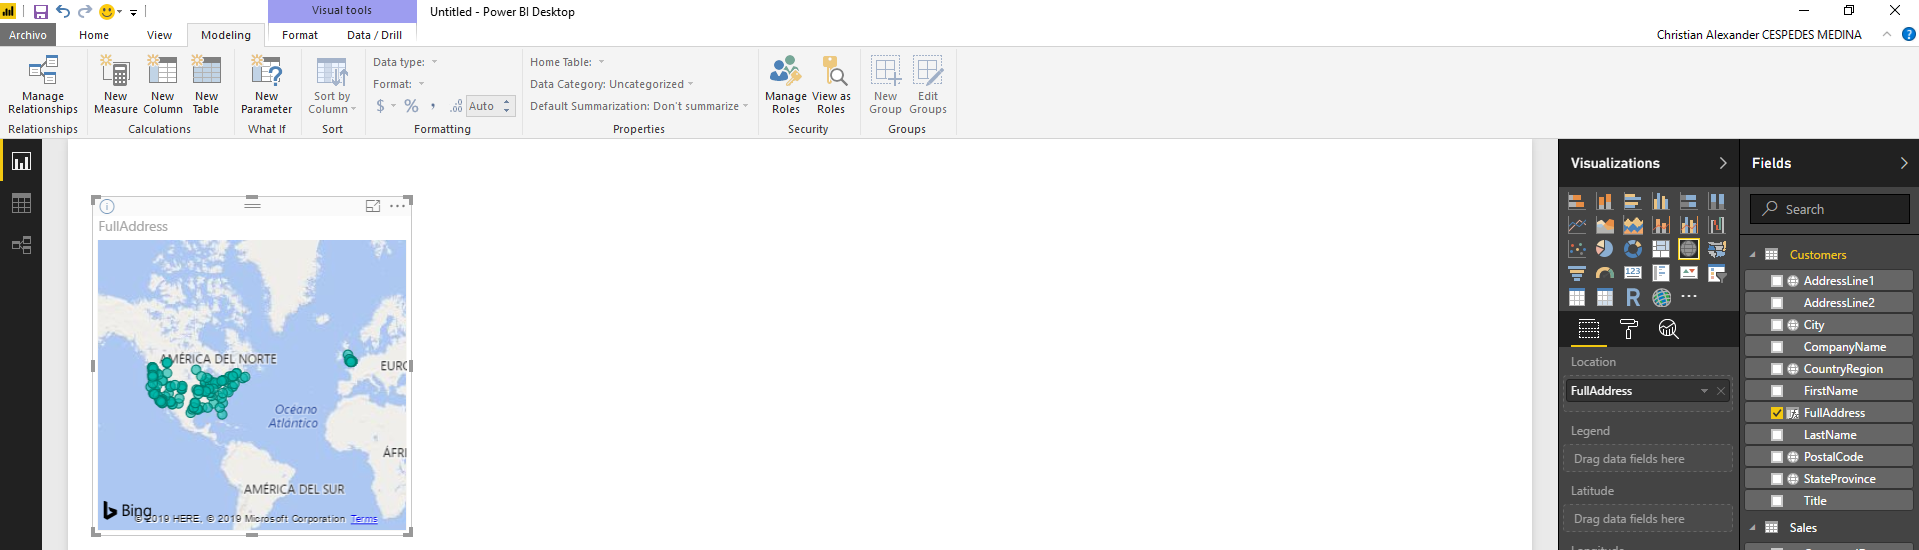 Visual tools
Untitled - Power BI Desktop
Archivo
Home
View
Modeling
Format
Data / Drill
Christian Alexander CESPEDES MEDINA
?
Manage
Relationships
Relationships
New
Measure
New
Column
New
Table
Calculations
New
Parameter
What If
Sort by
Column
Sort
Data type:
Format:
$ % , .00 Auto
Formatting
Home Table:
Data Category: Uncategorized
Default Summarization: Don't summarize
Properties
Manage
Roles
View as
Roles
Security
New
Group
Edit
Groups
Groups
FullAddress
AMÉRICA DEL NORTE
Océano
Atlántico
AMÉRICA DEL SUR
Bing
© 2019 HERE, © 2019 Microsoft Corporation Terms
Visualizations
123
R
Location
FullAddress
Legend
Drag data fields here
Latitude
Drag data fields here
Fields
Search
Customers
AddressLine1
AddressLine2
City
CompanyName
CountryRegion
FirstName
FullAddress
LastName
PostalCode
StateProvince
Title
Sales